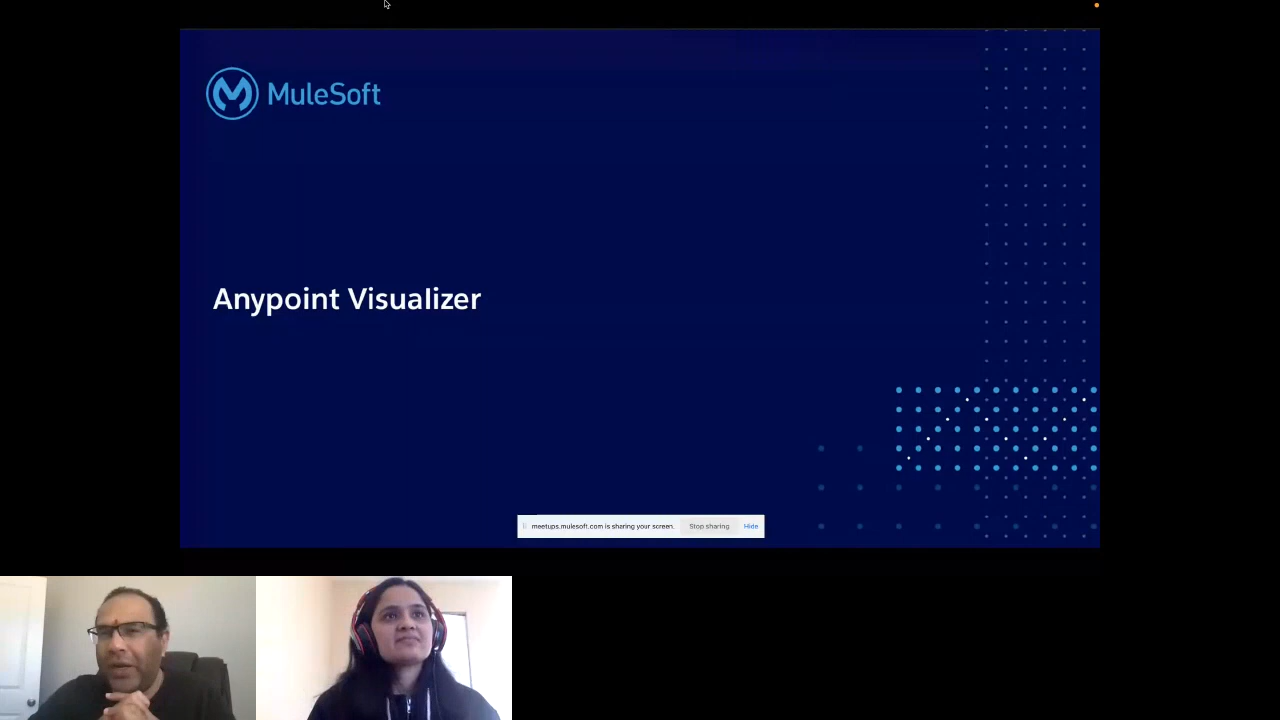 MuleSoft
Anypoint Visualizer
meetups.mulesoft.com is sharing your screen.
Stop sharing
Hide